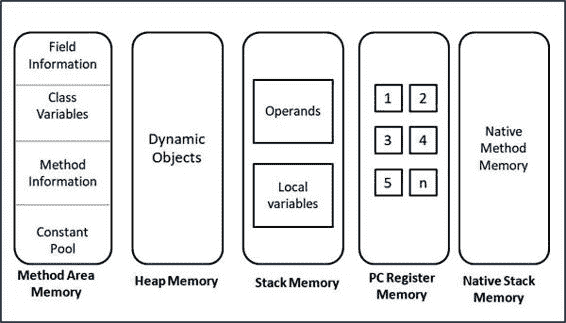 Field
Information
Class
Variables
Method
Information
Constant
Pool
Method Area
Memory
Dynamic
Objects
Heap Memory
Operands
Local
variables
Stack Memory
1 2
3 4
5 n
PC Register
Memory
Native
Method
Memory
Native Stack
Memory